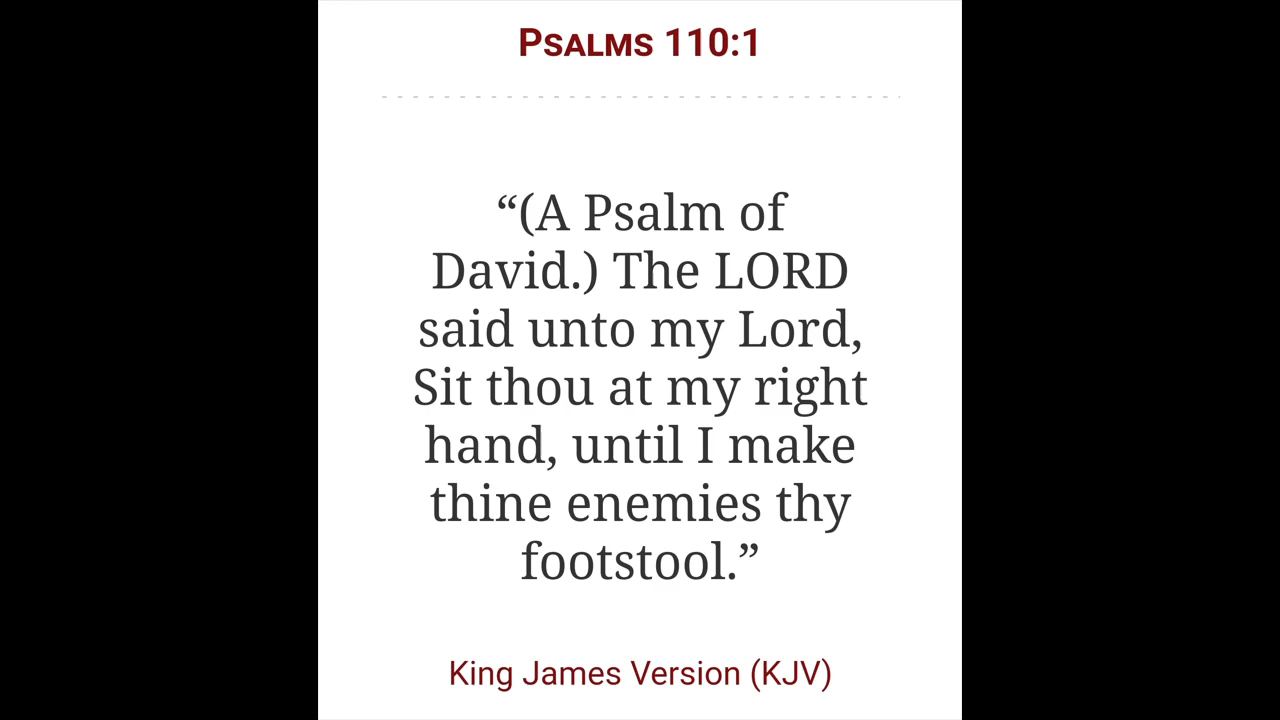 PSALMS 110:1
“(A Psalm of
David.) The LORD
said unto my Lord,
Sit thou at my right
hand, until I make
thine enemies thy
footstool.”
King James Version (KJV)